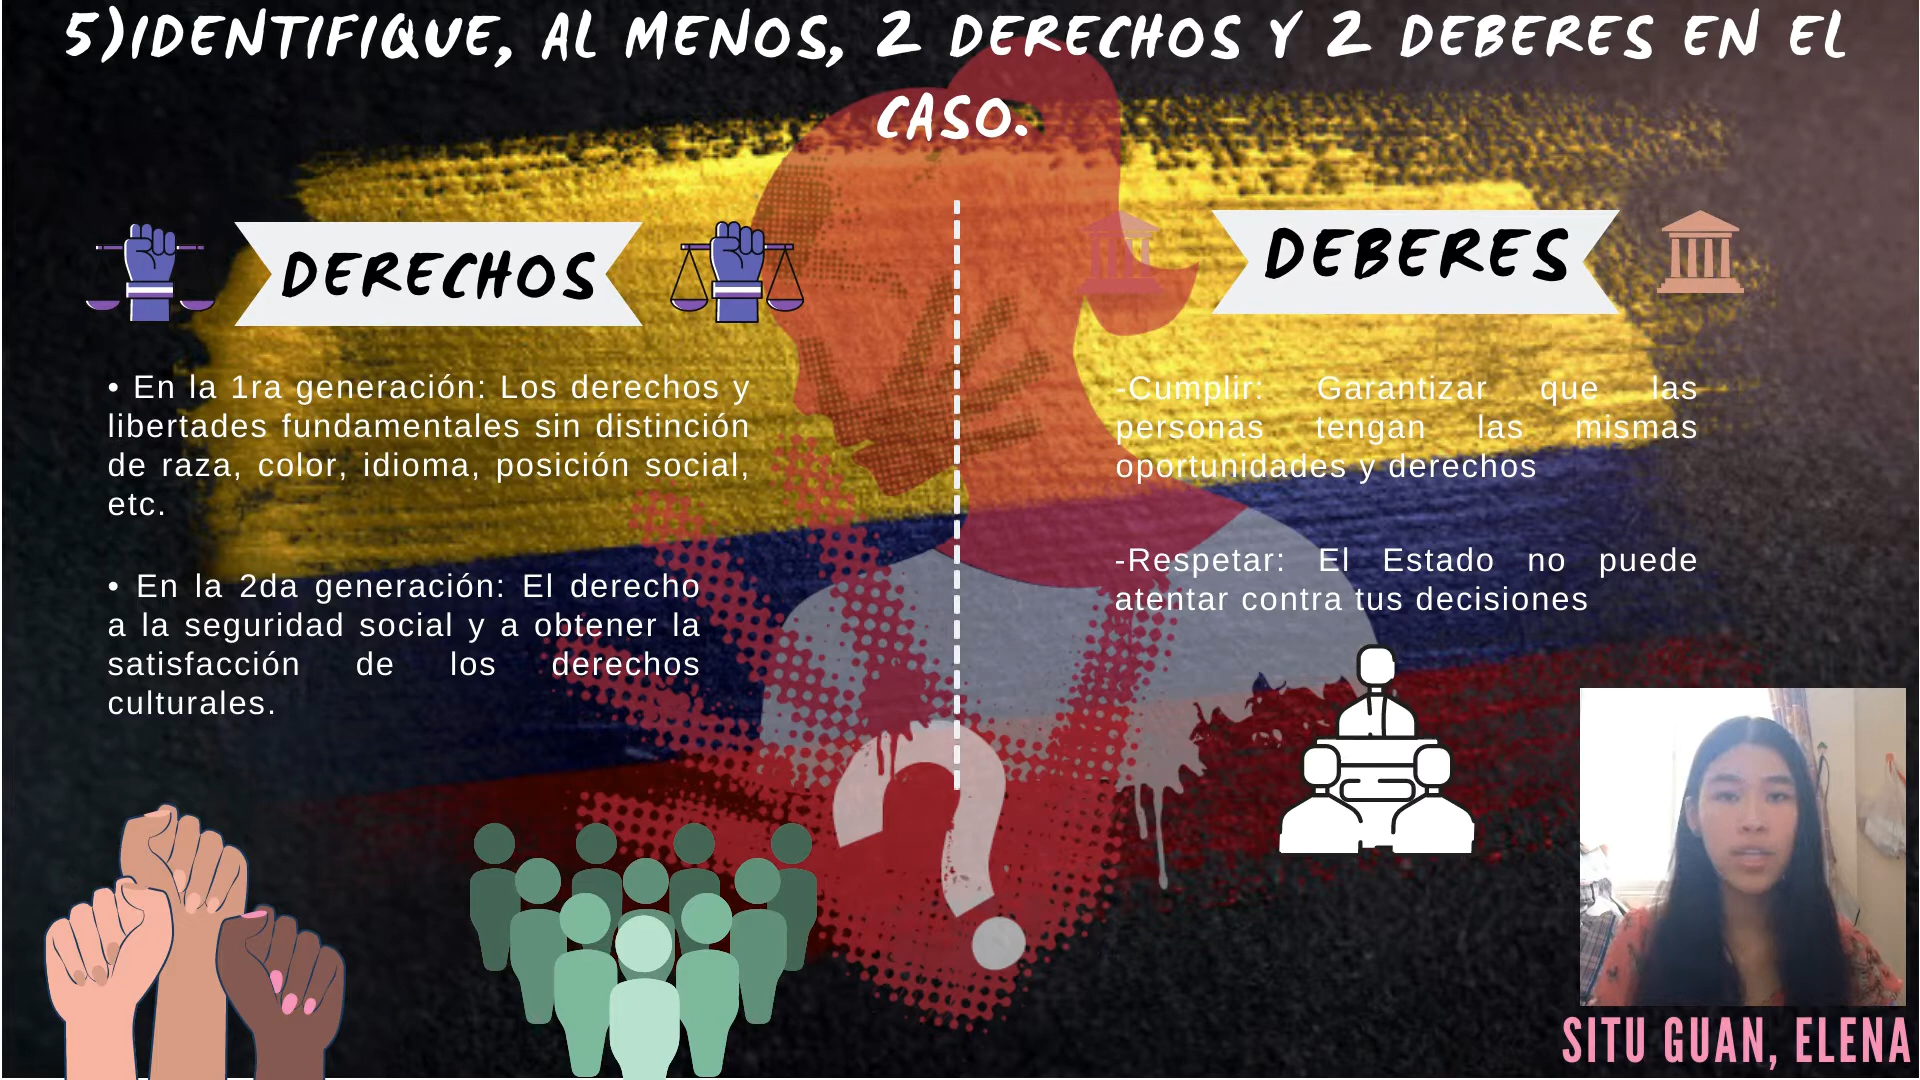 5)IDENTIFIQUE, AL MENOS, 2 DERECHOS Y 2 DEBERES EN EL
CASO.
DERECHOS
• En la 1ra generación: Los derechos y
libertades fundamentales sin distinción
de raza, color, idioma, posición social,
etc.
• En la 2da generación: El derecho
a la seguridad social y a obtener la
satisfacción de los derechos
culturales.
DEBERES
-Cumplir: Garantizar que las
personas tengan las mismas
oportunidades y derechos
-Respetar: El Estado no puede
atentar contra tus decisiones
?
SITU GUAN, ELENA